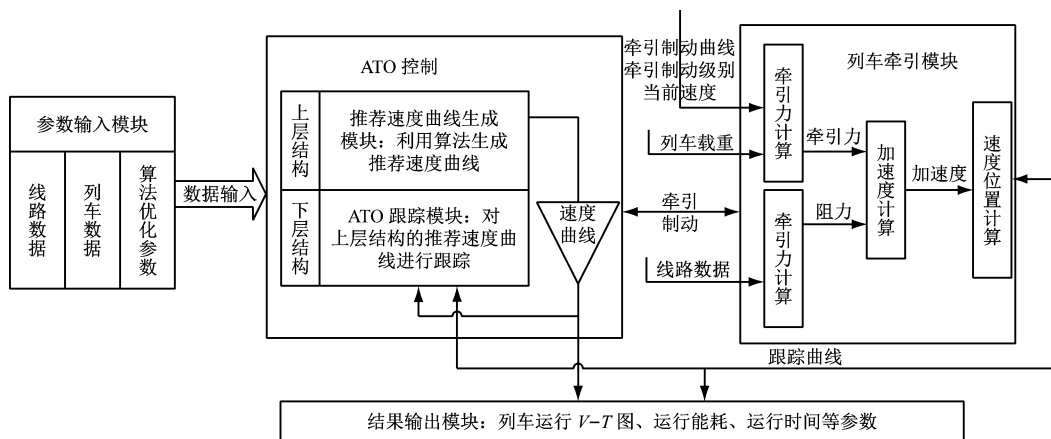 参数输入模块
线路数据
列车数据
算法优化参数
数据输入
ATO 控制
上层结构
推荐速度曲线生成
模块：利用算法生成
推荐速度曲线
下层结构
ATO 跟踪模块：对
上层结构的推荐速度曲
线进行跟踪
速度
曲线
牵引
制动
牵引制动曲线
牵引制动级别
当前速度
列车载重
线路数据
列车牵引模块
牵引力计算
牵引力
牵引力计算
阻力
加速度计算
加速度
速度位置计算
跟踪曲线
结果输出模块：列车运行 V-T 图、运行能耗、运行时间等参数